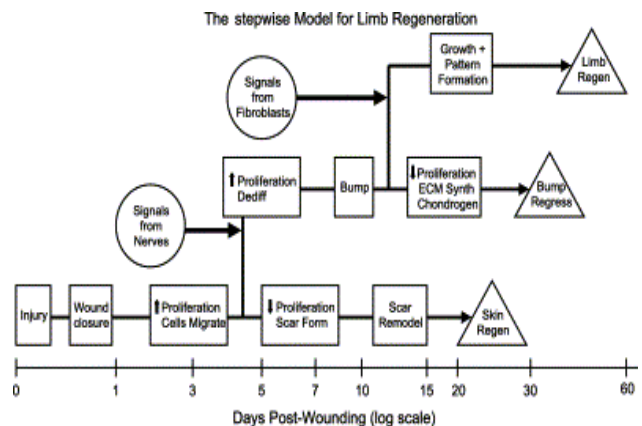 The stepwise Model for Limb Regeneration
Growth +
Pattern
Formation
Limb
Regen
Signals
from
Fibroblasts
⬆Proliferation
Dediff
Bump
⬇Proliferation
ECM Synth
Chondrogen
Bump
Regress
Signals
from
Nerves
Injury
Wound
closure
⬆Proliferation
Cells Migrate
⬇Proliferation
Scar Form
Scar
Remodel
Skin
Regen
0 1 3 5 7 10 15 20 30 60
Days Post-Wounding (log scale)